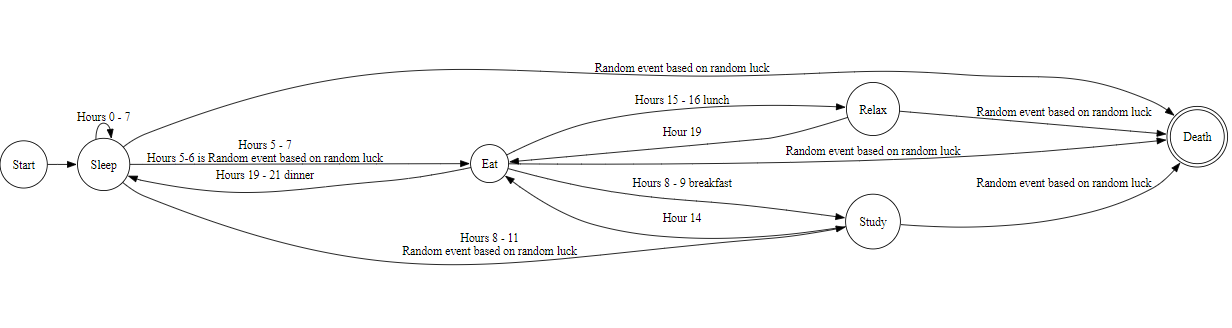 Random event based on random luck
Hours 0 - 7
Hours 15 - 16 lunch
Relax
Random event based on random luck
Hour 19
Hours 5 - 7
Hours 5-6 is Random event based on random luck
Start
Sleep
Eat
Death
Random event based on random luck
Hours 19 - 21 dinner
Hours 8 - 9 breakfast
Random event based on random luck
Hour 14
Study
Hours 8 - 11
Random event based on random luck